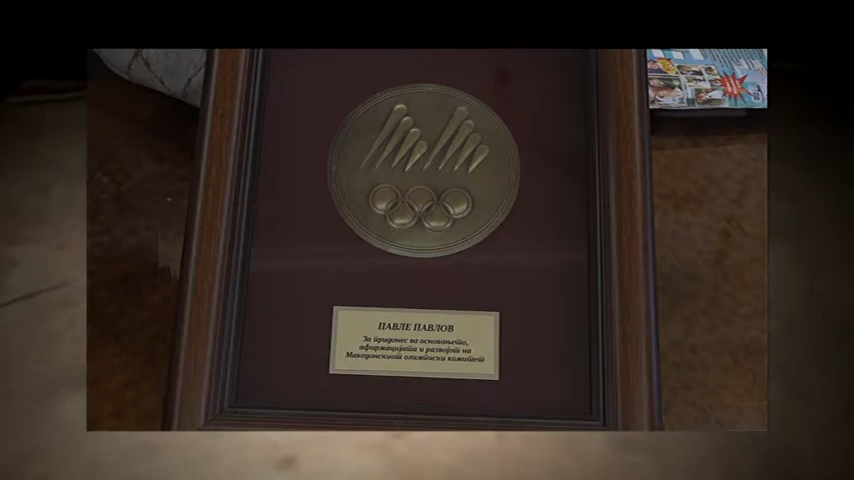 ПАВЛЕ ПАВЛОВ
За придонес во основањето,
афирмацијата и развојот на
Македонскиот олимписки комитет